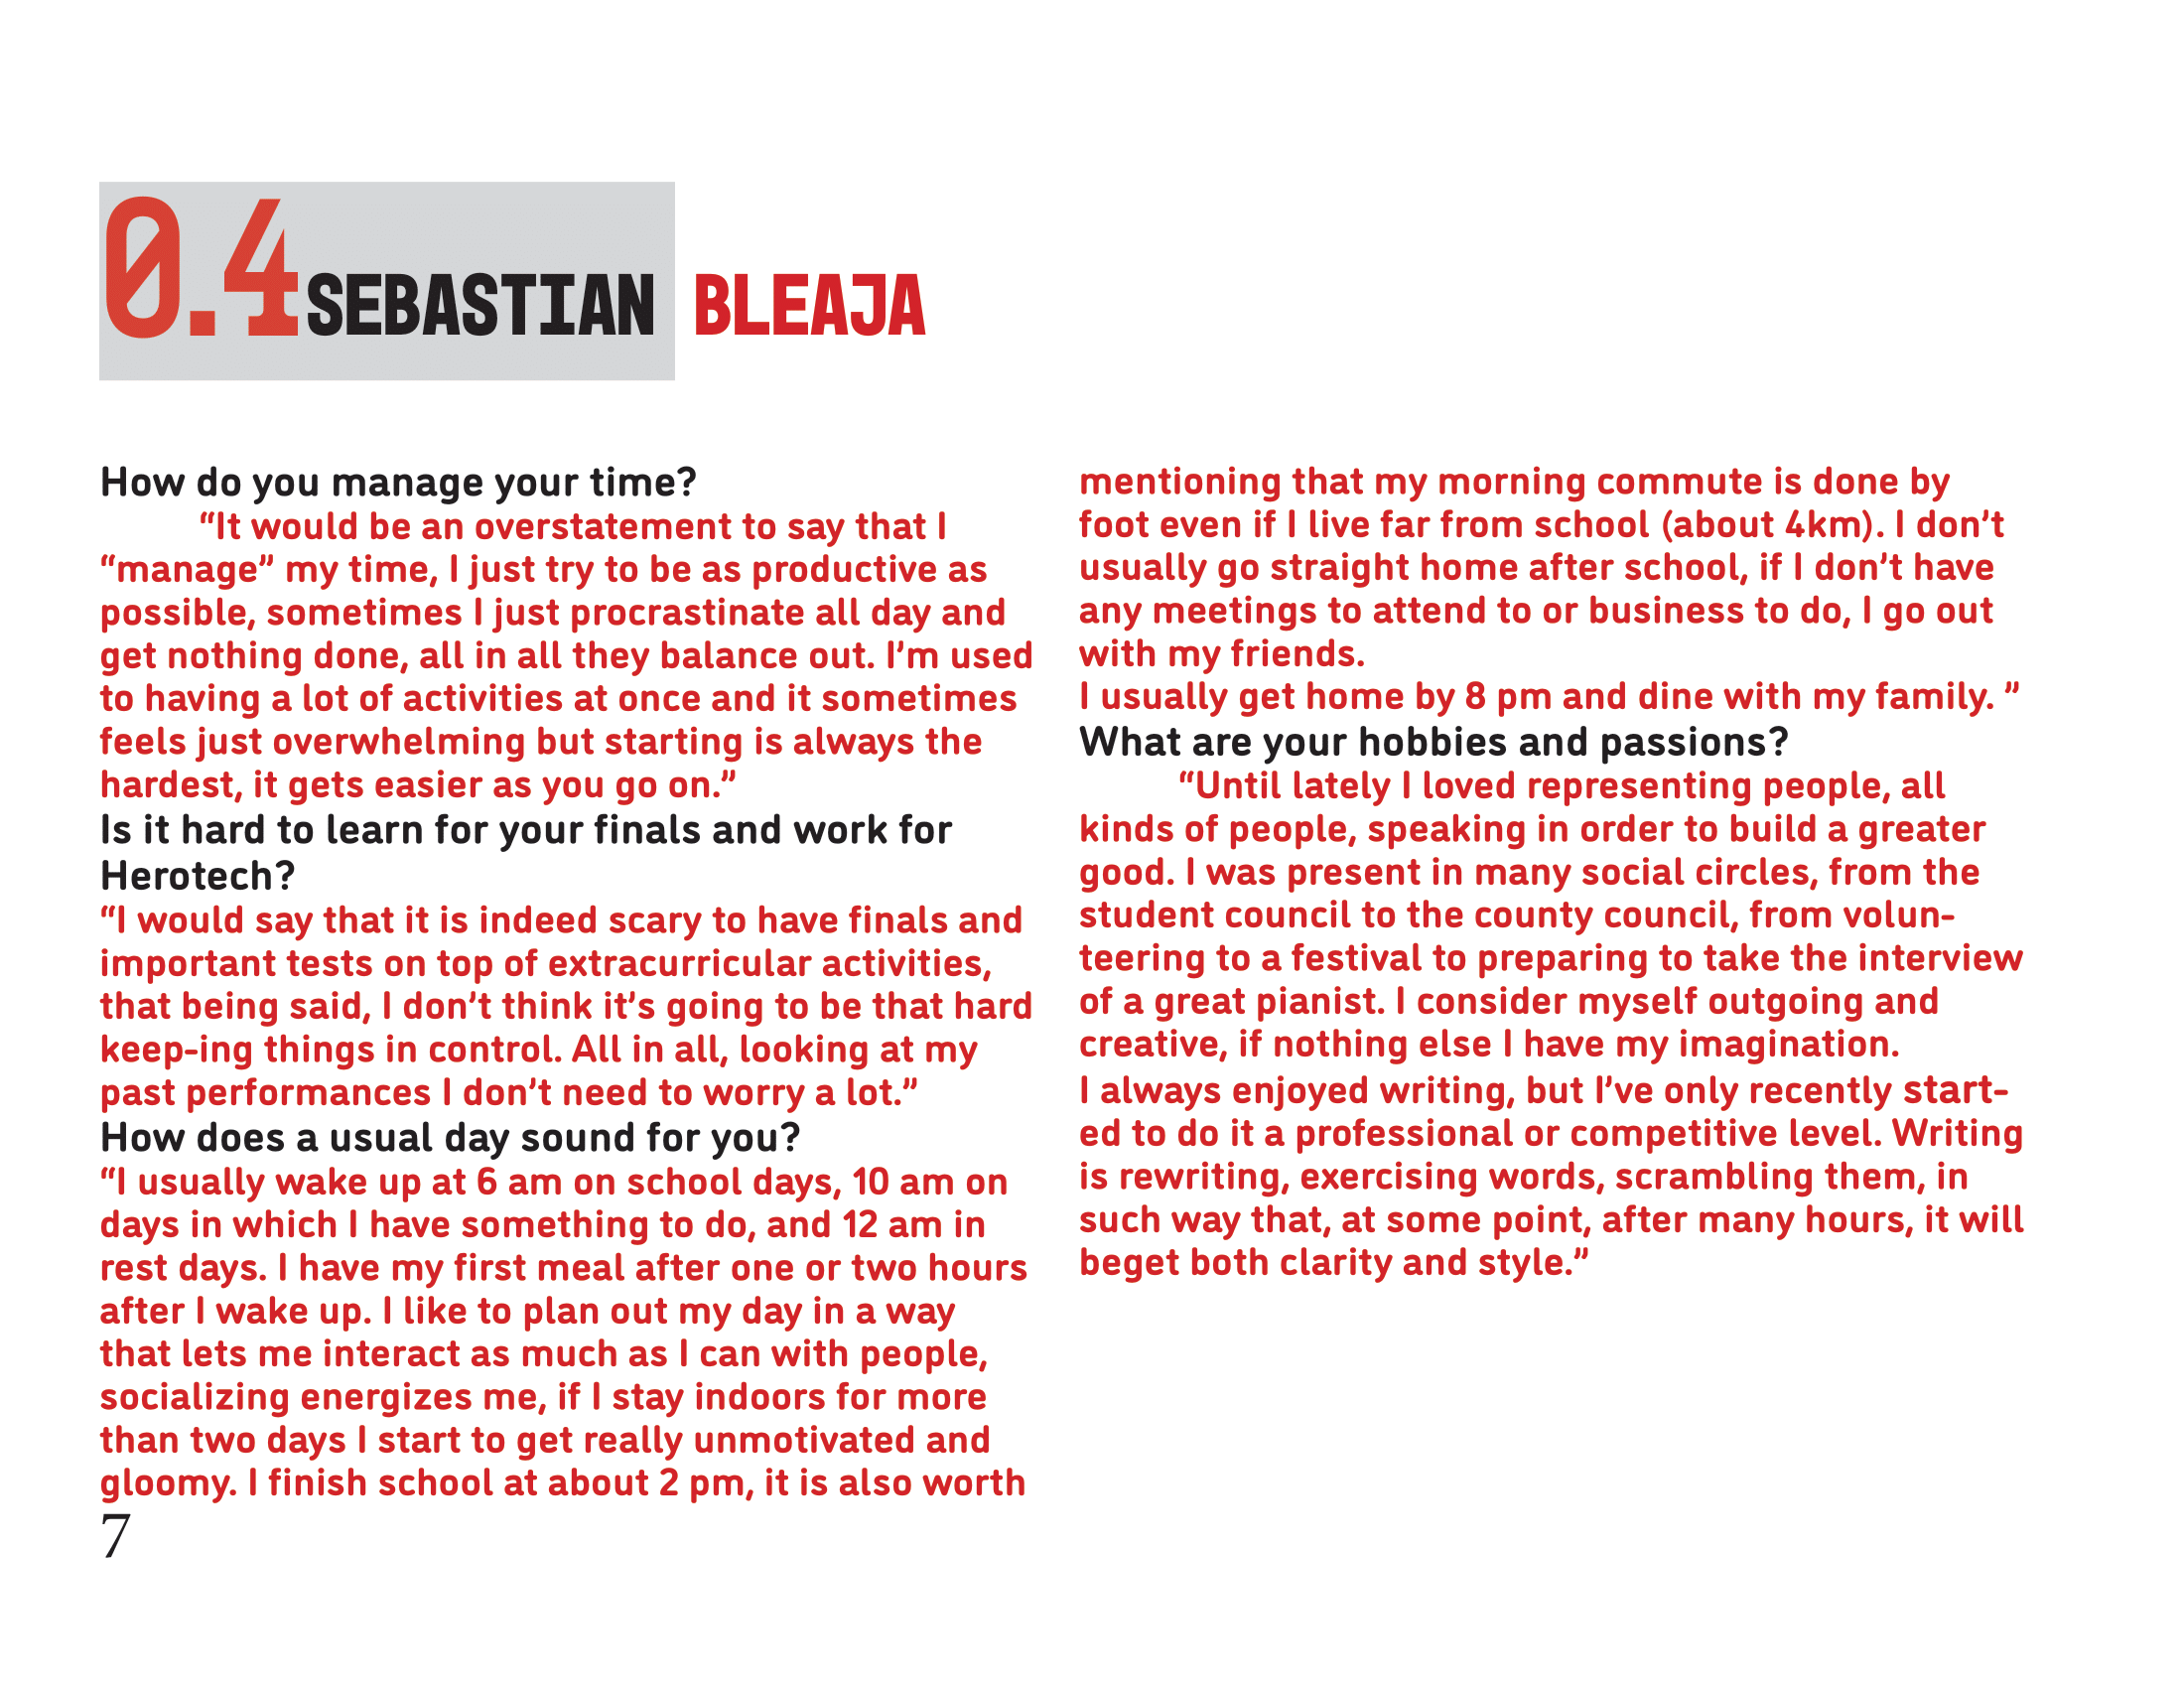 0.4 SEBASTIAN BLEAJA
How do you manage your time?
“It would be an overstatement to say that I
“manage” my time, I just try to be as productive as
possible, sometimes I just procrastinate all day and
get nothing done, all in all they balance out. I’m used
to having a lot of activities at once and it sometimes
feels just overwhelming but starting is always the
hardest, it gets easier as you go on.”
Is it hard to learn for your finals and work for
Herotech?
“I would say that it is indeed scary to have finals and
important tests on top of extracurricular activities,
that being said, I don’t think it’s going to be that hard
keep-ing things in control. All in all, looking at my
past performances I don’t need to worry a lot.”
How does a usual day sound for you?
“I usually wake up at 6 am on school days, 10 am on
days in which I have something to do, and 12 am in
rest days. I have my first meal after one or two hours
after I wake up. I like to plan out my day in a way
that lets me interact as much as I can with people,
socializing energizes me, if I stay indoors for more
than two days I start to get really unmotivated and
gloomy. I finish school at about 2 pm, it is also worth
mentioning that my morning commute is done by
foot even if I live far from school (about 4km). I don’t
usually go straight home after school, if I don’t have
any meetings to attend to or business to do, I go out
with my friends.
I usually get home by 8 pm and dine with my family. ”
What are your hobbies and passions?
“Until lately I loved representing people, all
kinds of people, speaking in order to build a greater
good. I was present in many social circles, from the
student council to the county council, from volun-
teering to a festival to preparing to take the interview
of a great pianist. I consider myself outgoing and
creative, if nothing else I have my imagination.
I always enjoyed writing, but I’ve only recently start-
ed to do it a professional or competitive level. Writing
is rewriting, exercising words, scrambling them, in
such way that, at some point, after many hours, it will
beget both clarity and style.”
7